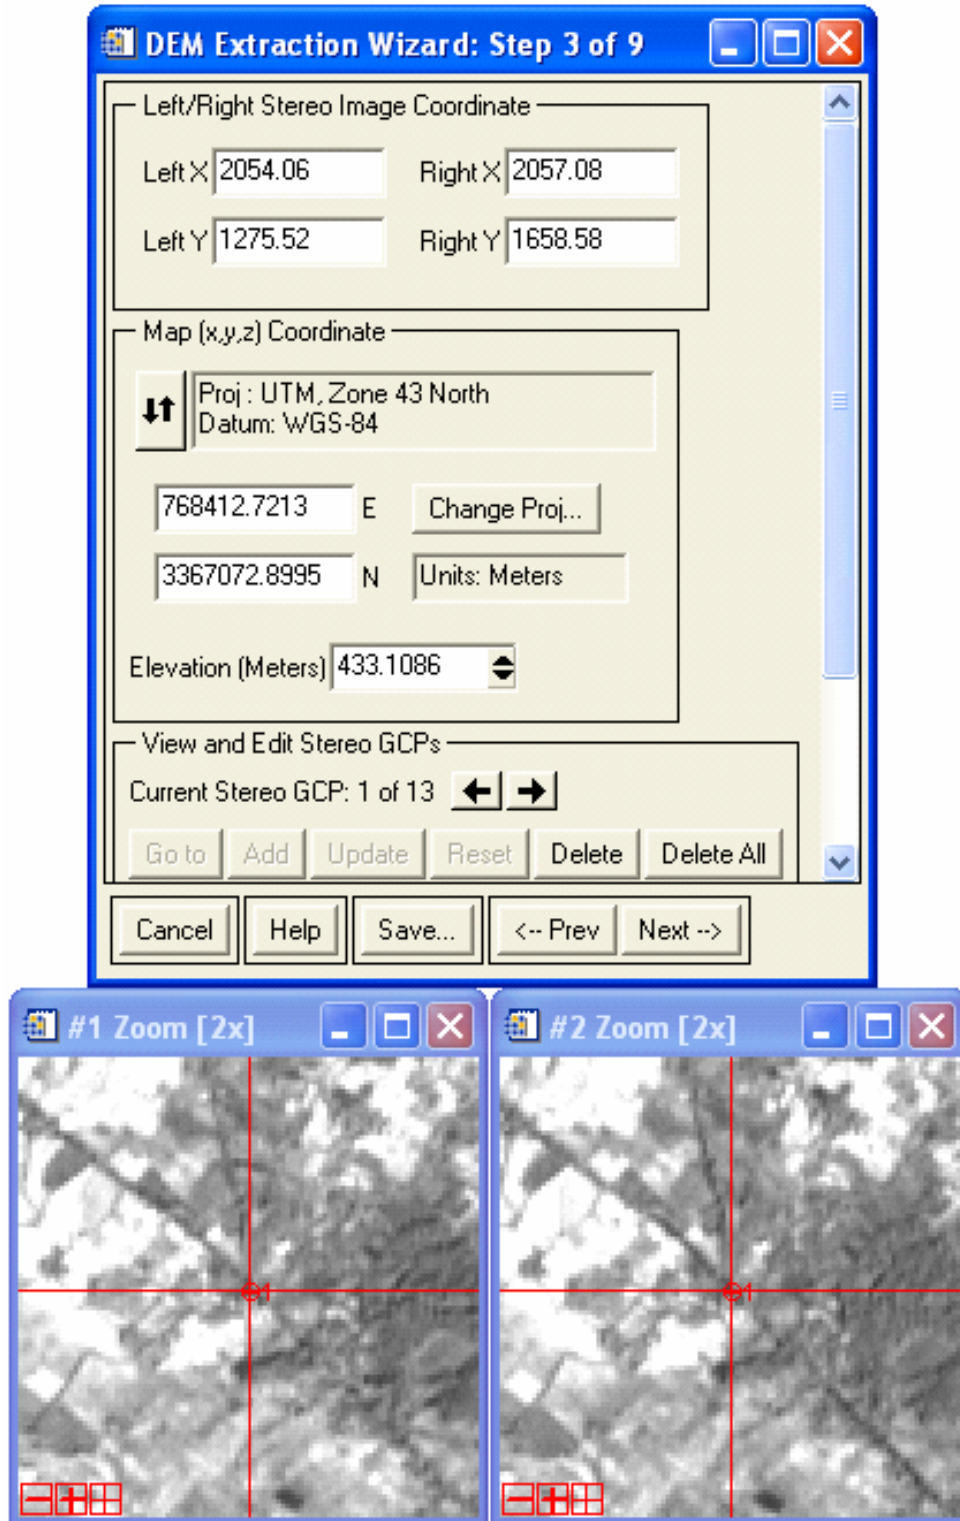 DEM Extraction Wizard: Step 3 of 9
Left/Right Stereo Image Coordinate
Left X 2054.06 Right X 2057.08
Left Y 1275.52 Right Y 1658.58
Map (x,y,z) Coordinate
Proj : UTM, Zone 43 North
Datum: WGS-84
768412.7213 E Change Proj...
3367072.8995 N Units: Meters
Elevation (Meters) 433.1086
View and Edit Stereo GCPs
Current Stereo GCP: 1 of 13
Go to Add Update Reset Delete Delete All
Cancel Help Save... <-- Prev Next -->
#1 Zoom [2x] #2 Zoom [2x]
1 1